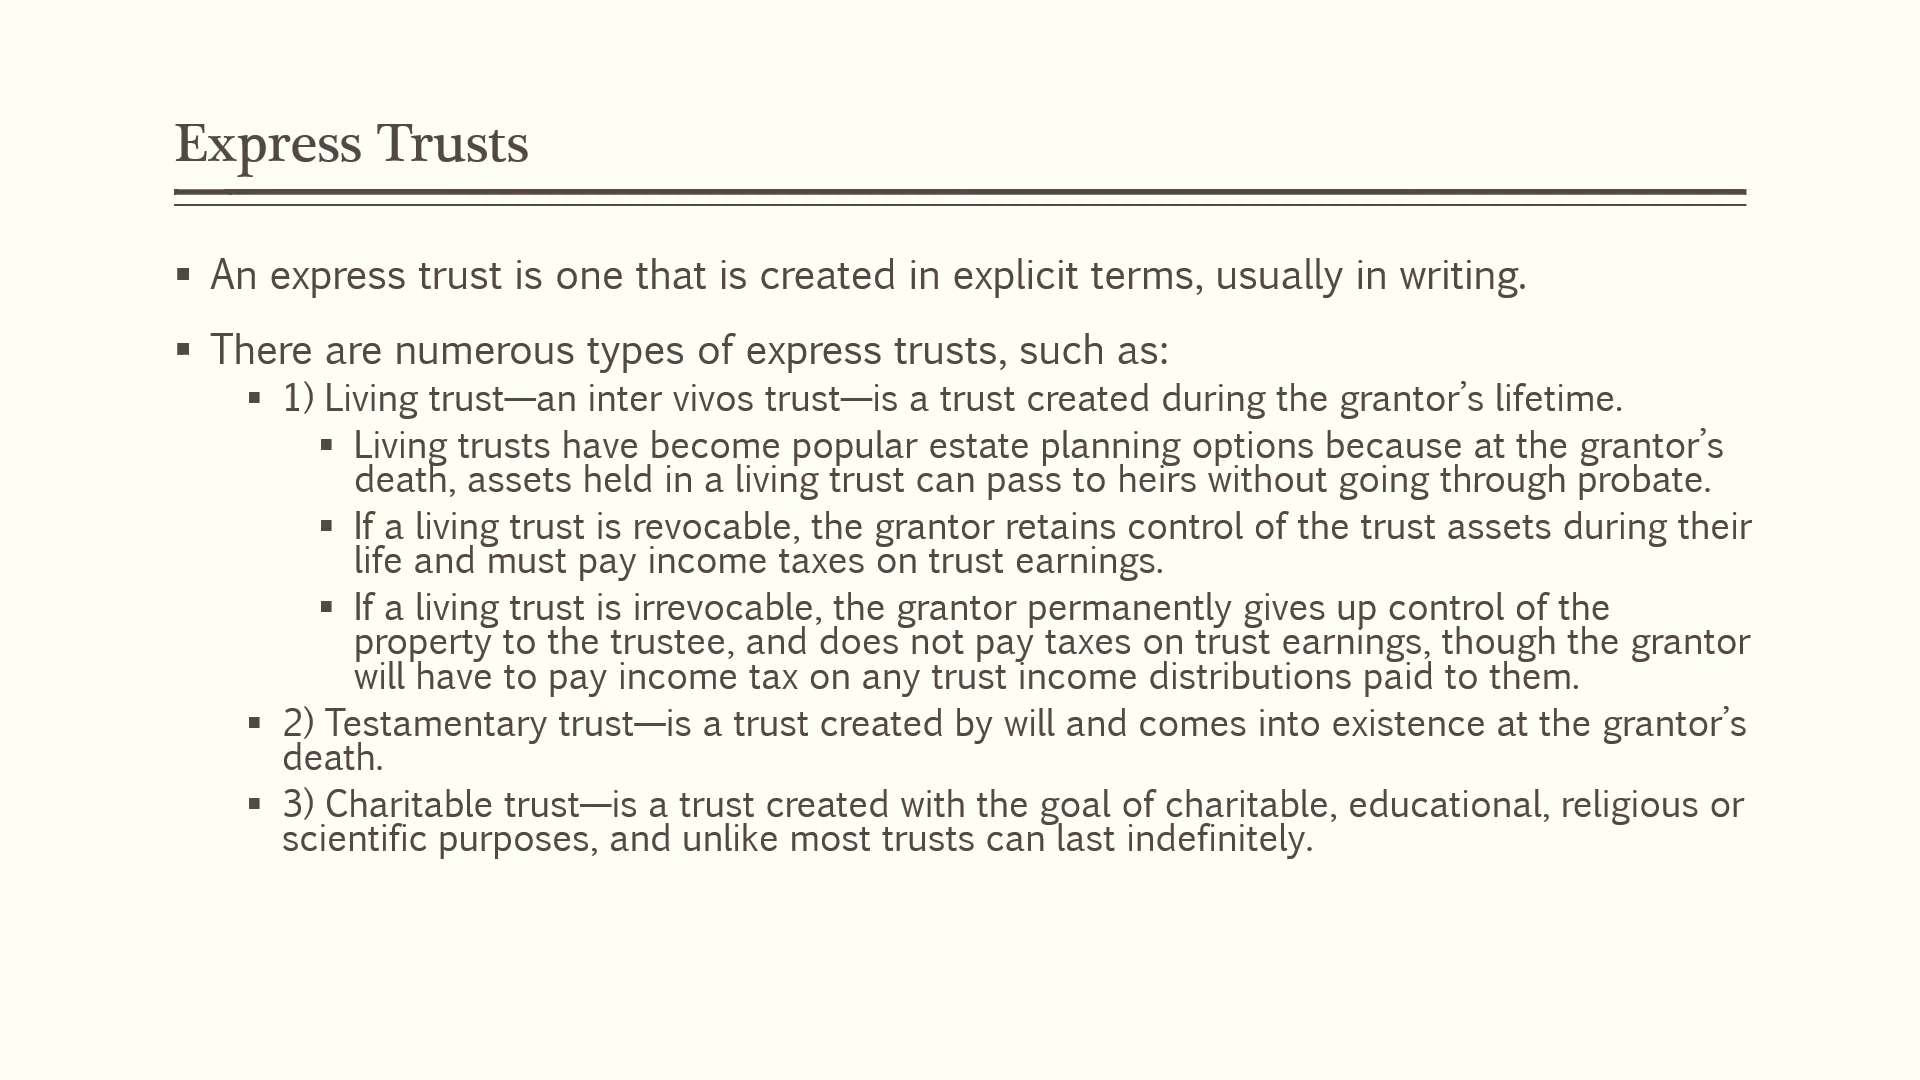 Express Trusts
▪ An express trust is one that is created in explicit terms, usually in writing.
▪ There are numerous types of express trusts, such as:
▪ 1) Living trust—an inter vivos trust—is a trust created during the grantor’s lifetime.
▪ Living trusts have become popular estate planning options because at the grantor’s
death, assets held in a living trust can pass to heirs without going through probate.
▪ If a living trust is revocable, the grantor retains control of the trust assets during their
life and must pay income taxes on trust earnings.
▪ If a living trust is irrevocable, the grantor permanently gives up control of the
property to the trustee, and does not pay taxes on trust earnings, though the grantor
will have to pay income tax on any trust income distributions paid to them.
▪ 2) Testamentary trust—is a trust created by will and comes into existence at the grantor’s
death.
▪ 3) Charitable trust—is a trust created with the goal of charitable, educational, religious or
scientific purposes, and unlike most trusts can last indefinitely.